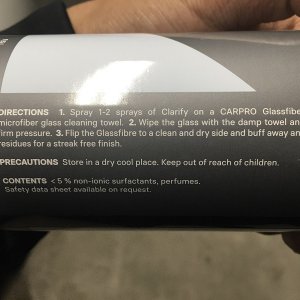 DIRECTIONS 1. Spray 1-2 sprays of Clarify on a CARPRO Glassfibe
microfiber glass cleaning towel. 2. Wipe the glass with the damp towel and
firm pressure. 3. Flip the Glassfibre to a clean and dry side and buff away an
residues for a streak free finish.
PRECAUTIONS Store in a dry cool place. Keep out of reach of children.
CONTENTS < 5 % non-ionic surfactants, perfumes.
Safety data sheet available on request.